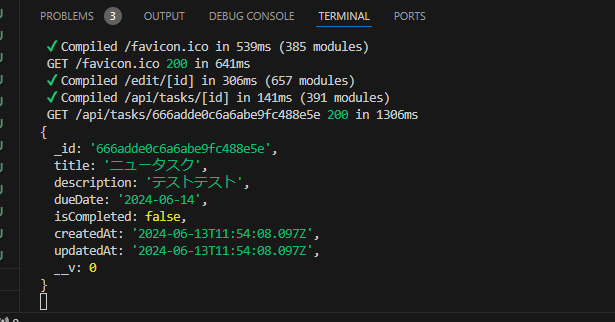 PROBLEMS 3 OUTPUT DEBUG CONSOLE TERMINAL PORTS
✓ Compiled /favicon.ico in 539ms (385 modules)
GET /favicon.ico 200 in 641ms
✓ Compiled /edit/[id] in 306ms (657 modules)
✓ Compiled /api/tasks/[id] in 141ms (391 modules)
GET /api/tasks/666adde0c6a6abe9fc488e5e 200 in 1306ms
{
_id: '666adde0c6a6abe9fc488e5e',
title: 'ニュータスク',
description: 'テストテスト',
dueDate: '2024-06-14',
isCompleted: false,
createdAt: '2024-06-13T11:54:08.097Z',
updatedAt: '2024-06-13T11:54:08.097Z',
__v: 0
}